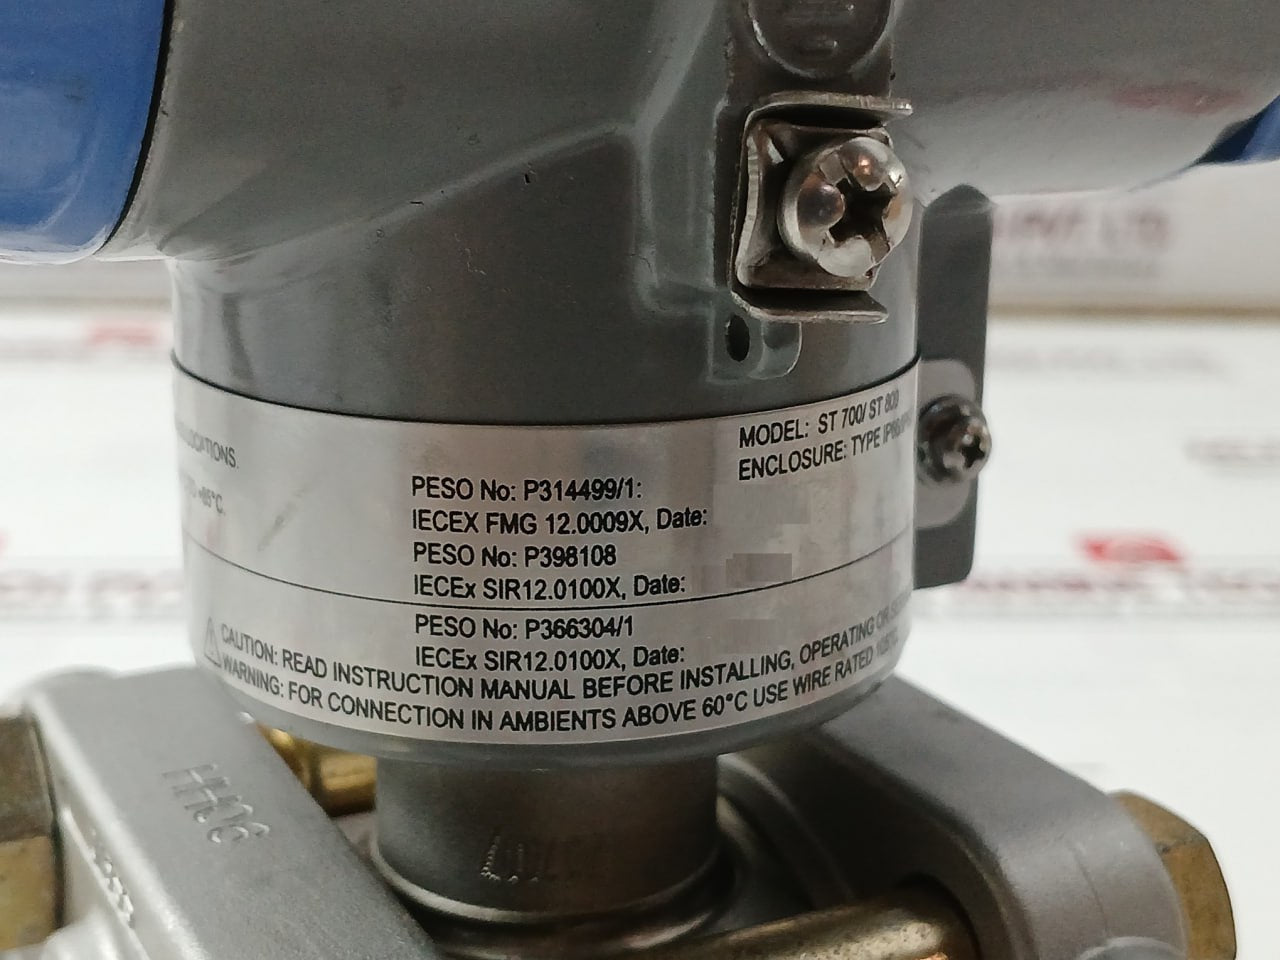 LOCATIONS.
+85°C.
MODEL: ST 700/ ST 800
ENCLOSURE: TYPE
PESO No: P314499/1:
IECEX FMG 12.0009X, Date:
PESO No: P398108
IECEx SIR12.0100X, Date:
PESO No: P366304/1
IECEx SIR12.0100X, Date:
CAUTION: READ INSTRUCTION MANUAL BEFORE INSTALLING, OPERATING OR
WARNING: FOR CONNECTION IN AMBIENTS ABOVE 60°C USE WIRE RATED